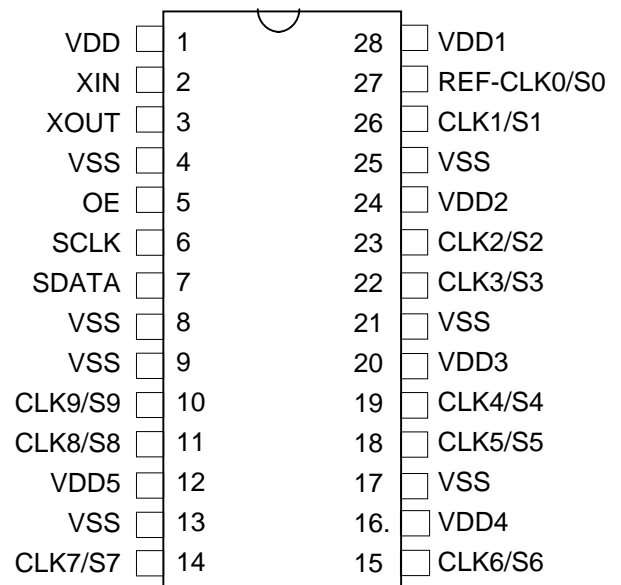 VDD 1 28 VDD1
XIN 2 27 REF-CLK0/S0
XOUT 3 26 CLK1/S1
VSS 4 25 VSS
OE 5 24 VDD2
SCLK 6 23 CLK2/S2
SDATA 7 22 CLK3/S3
VSS 8 21 VSS
VSS 9 20 VDD3
CLK9/S9 10 19 CLK4/S4
CLK8/S8 11 18 CLK5/S5
VDD5 12 17 VSS
VSS 13 16. VDD4
CLK7/S7 14 15 CLK6/S6